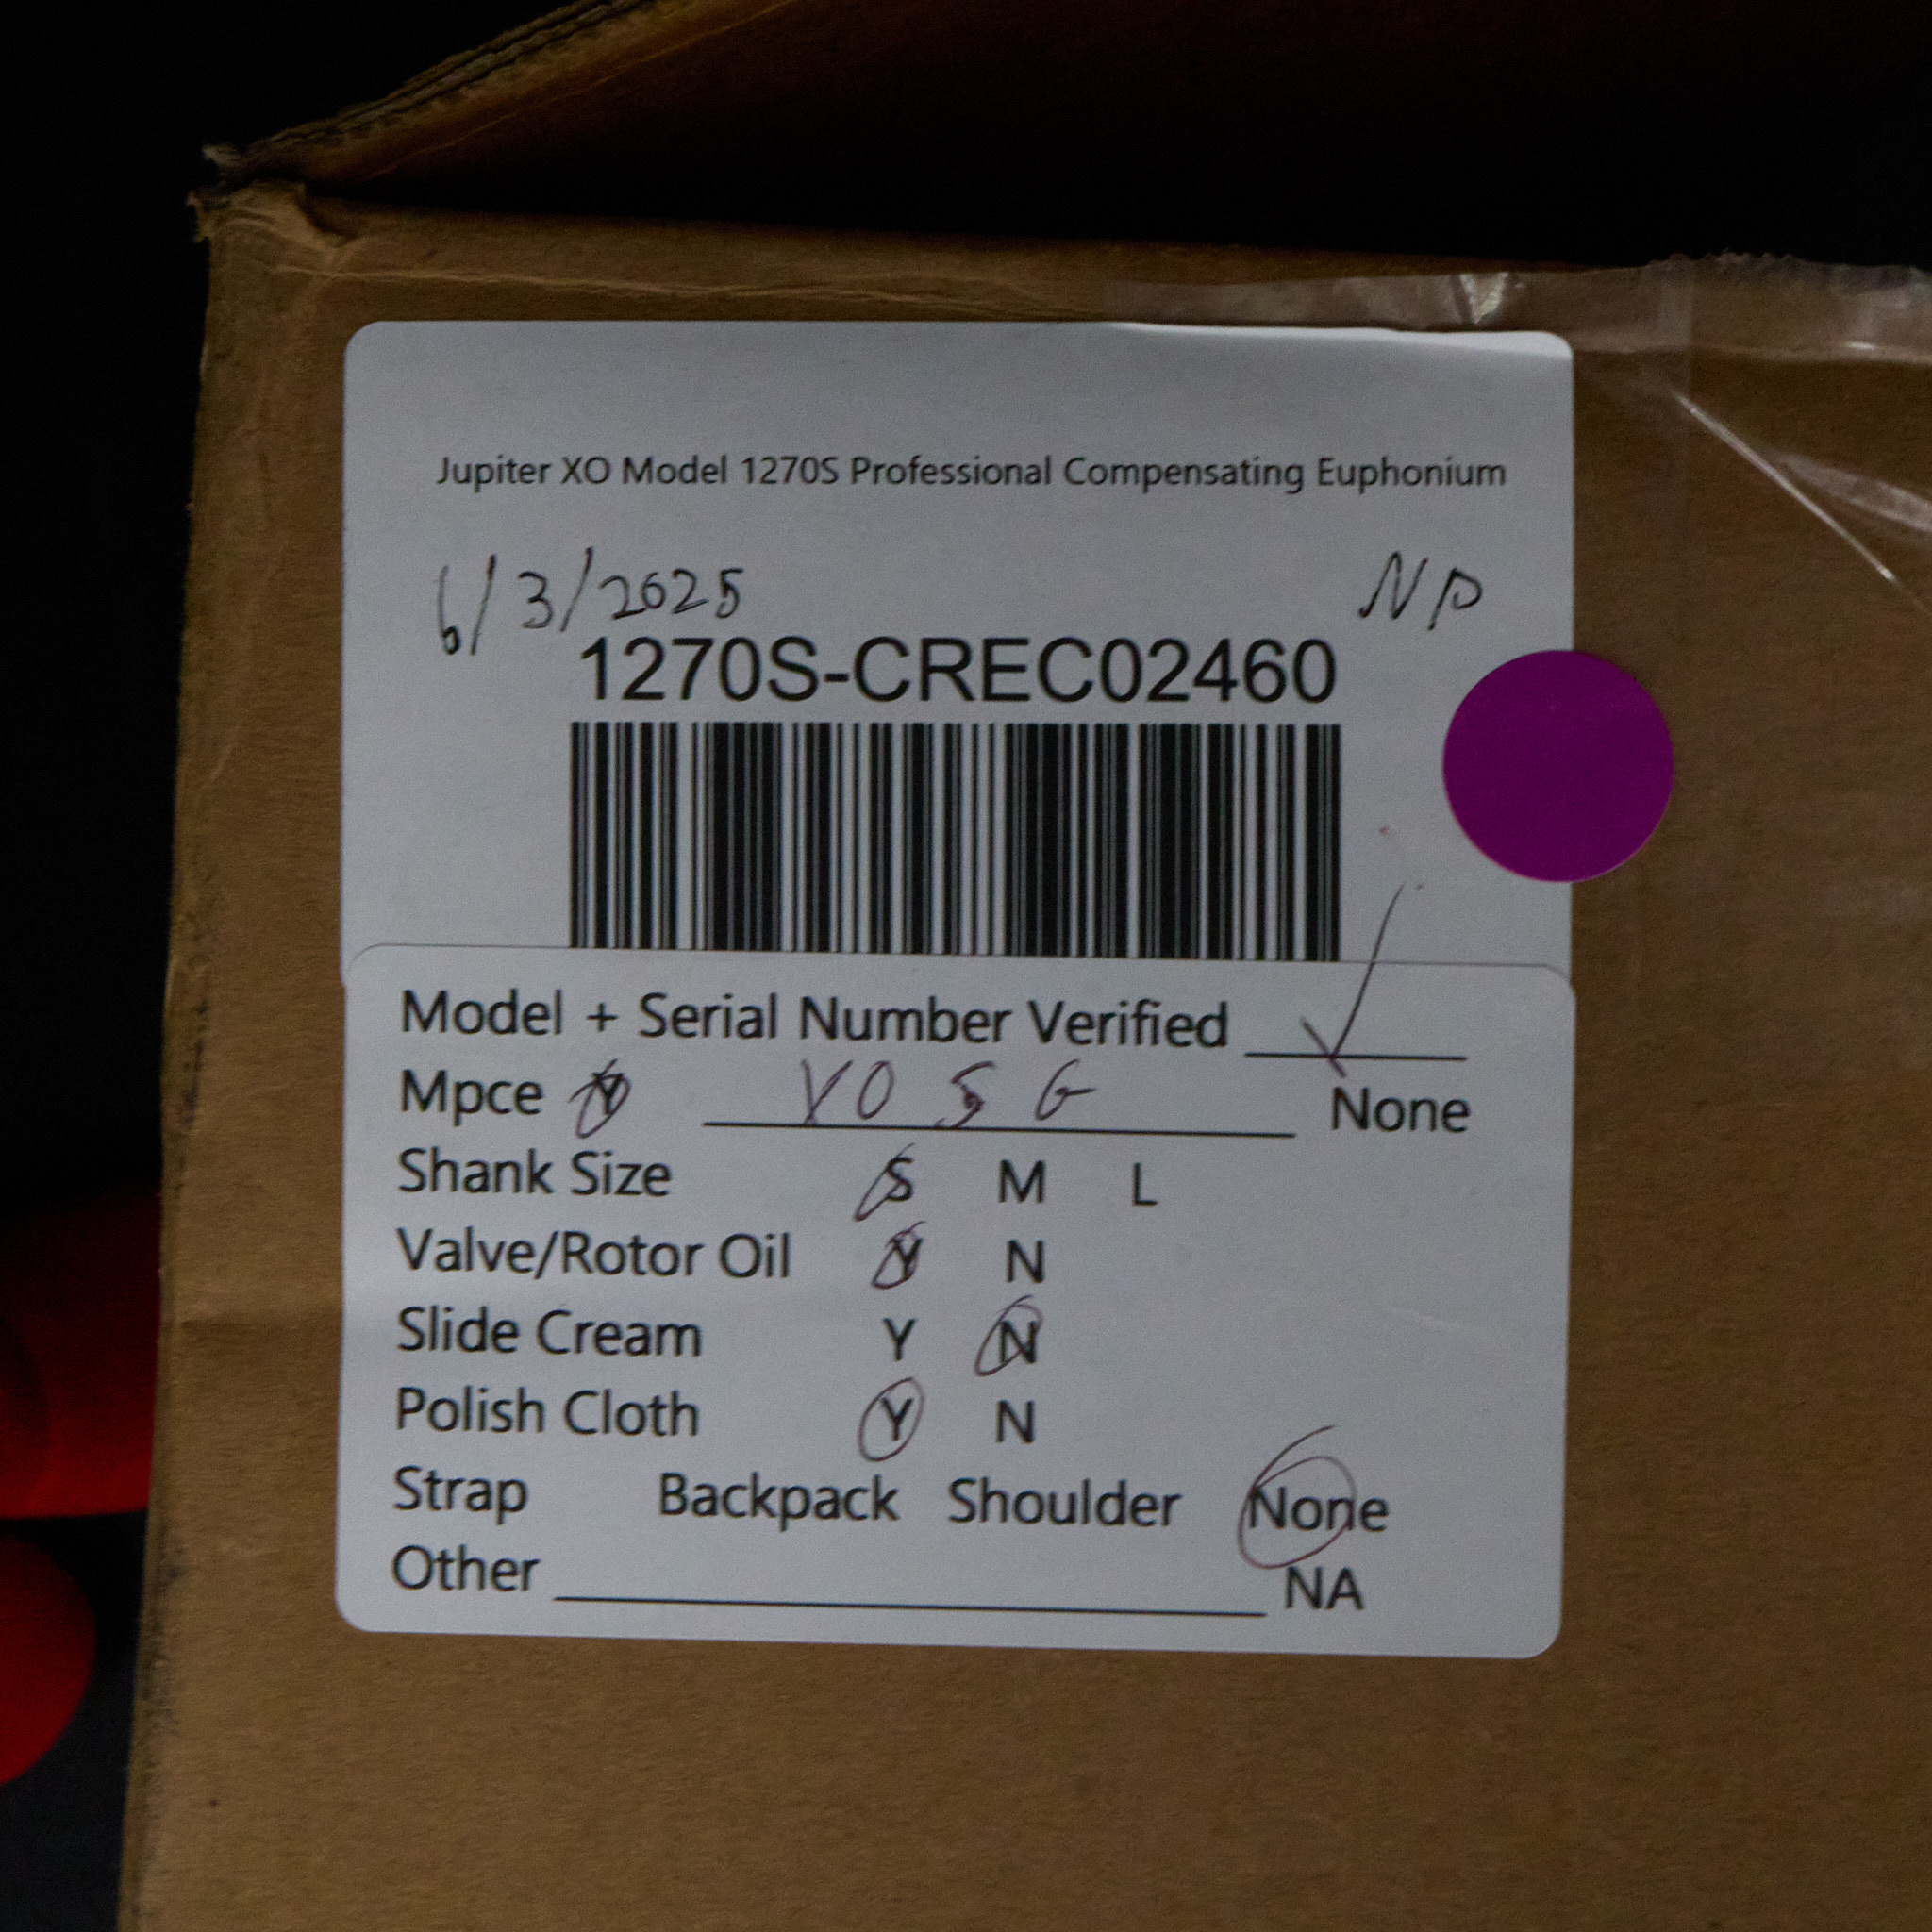 Jupiter XO Model 1270S Professional Compensating Euphonium
6/3/2025 NP
1270S-CREC02460
Model + Serial Number Verified ✓
Mpce Y XO 5 G None
Shank Size S M L
Valve/Rotor Oil Y N
Slide Cream Y N
Polish Cloth Y N
Strap Backpack Shoulder None
Other NA